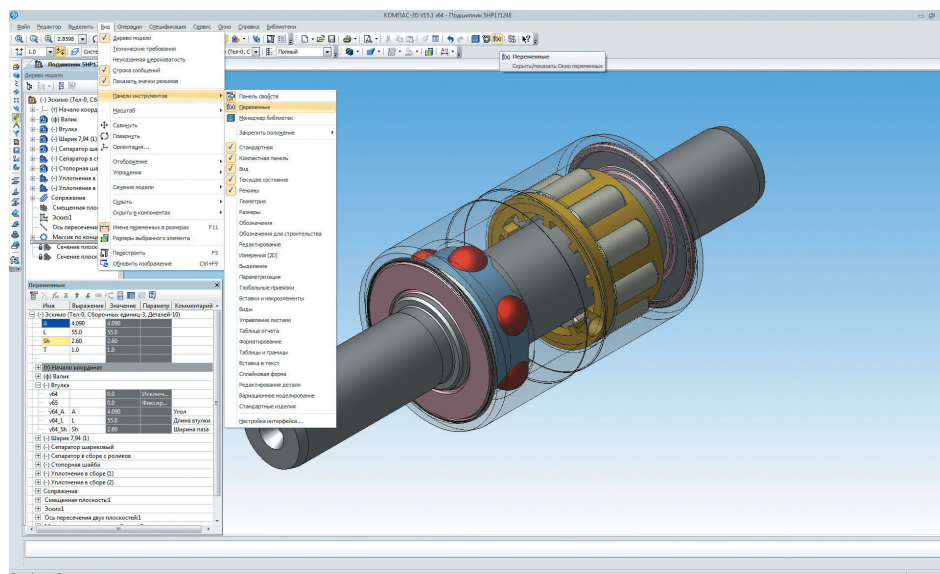 КОМПАС-3D V15.1 x64 - Подшипник 5НР17124Е
Файл Редактор Выделить Вид Операции Спецификация Сервис Окно Справка Библиотеки
2.8598
1.0
(Тел-0, С
Полный
Подшипник 5НР17
Дерево модели
(-) Эскимо (Тел-0, Сб
(т) Начало коорд
(ф) Валик
(-) Втулка
(-) Шарик 7,94 (1)
(-) Сепаратор ша
(-) Сепаратор в с
(-) Стопорная ша
(-) Уплотнение в
(-) Уплотнение в
Сопряжения
Смещенная пло
Эскиз1
Ось пересечени
Массив по конц
Сечение плоск
Сечение плоск
Дерево модели
Технические требования
Неуказанная шероховатость
Строка сообщений
Показать значки режимов
Панели инструментов
Масштаб
Сдвинуть
Повернуть
Ориентация...
Отображение
Упрощения
Сечение модели
Скрыть
Скрыть в компонентах
Имена переменных в размерах F11
Размеры выбранного элемента
Перестроить F5
Обновить изображение Ctrl+F9
Панель свойств
Переменные
Менеджер библиотек
Закрепить положение
Стандартная
Компактная панель
Вид
Текущее состояние
Режимы
Геометрия
Размеры
Обозначения
Обозначения для строительства
Редактирование
Измерения (2D)
Выделение
Параметризация
Глобальные привязки
Вставки и макроэлементы
Виды
Управление листами
Таблица отчета
Форматирование
Таблицы и границы
Вставка в текст
Сплайновая форма
Редактирование детали
Вариационное моделирование
Стандартные изделия
Настройка интерфейса...
f(x) Переменные
Скрыть/показать Окно переменных
Переменные
Имя Выражение Значение Параметр Комментарий
(-) Эскимо (Тел-0, Сборочных единиц-3, Деталей-10)
A 4.090 4.090
L 55.0 55.0
Sh 2.60 2.60
T 1.0 1.0
(т) Начало координат
(ф) Валик
(-) Втулка
v64 0.0 Исключ...
v65 0.0 Фиксир...
v64_A A 4.090 Угол
v64_L L 55.0 Длина втулки
v64_Sh Sh 2.60 Ширина паза
(-) Шарик 7,94 (1)
(-) Сепаратор шариковый
(-) Сепаратор в сборе с роликов
(-) Стопорная шайба
(-) Уплотнение в сборе (1)
(-) Уплотнение в сборе (2)
Сопряжения
Смещенная плоскость1
Эскиз1
Ось пересечения двух плоскостей1